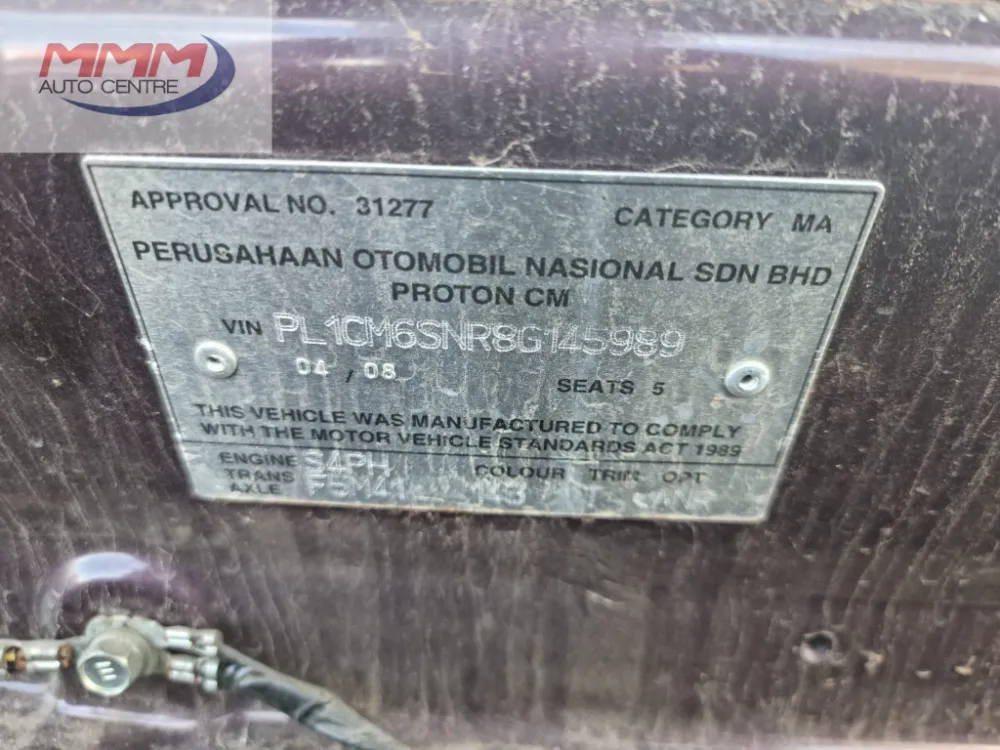 MMM
AUTO CENTRE
APPROVAL NO. 31277 CATEGORY MA
PERUSAHAAN OTOMOBIL NASIONAL SDN BHD
PROTON CM
VIN PL1CM6SNR8G145989
04 / 08 SEATS 5
THIS VEHICLE WAS MANUFACTURED TO COMPLY
WITH THE MOTOR VEHICLE STANDARDS ACT 1989
ENGINE S4PH COLOUR TRIM OPT
TRANS
AXLE F5M41